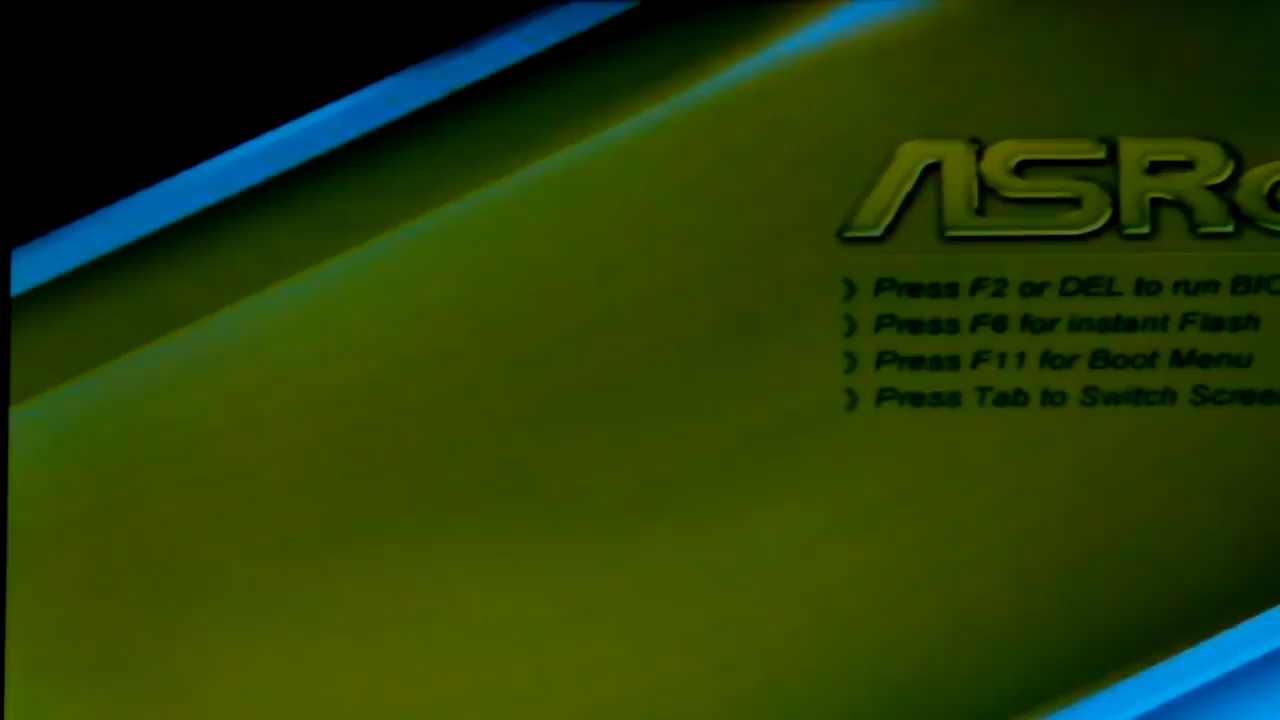 ASR
❯ Press F2 or DEL to run BIO
❯ Press F6 for Instant Flash
❯ Press F11 for Boot Menu
❯ Press Tab to Switch Scree